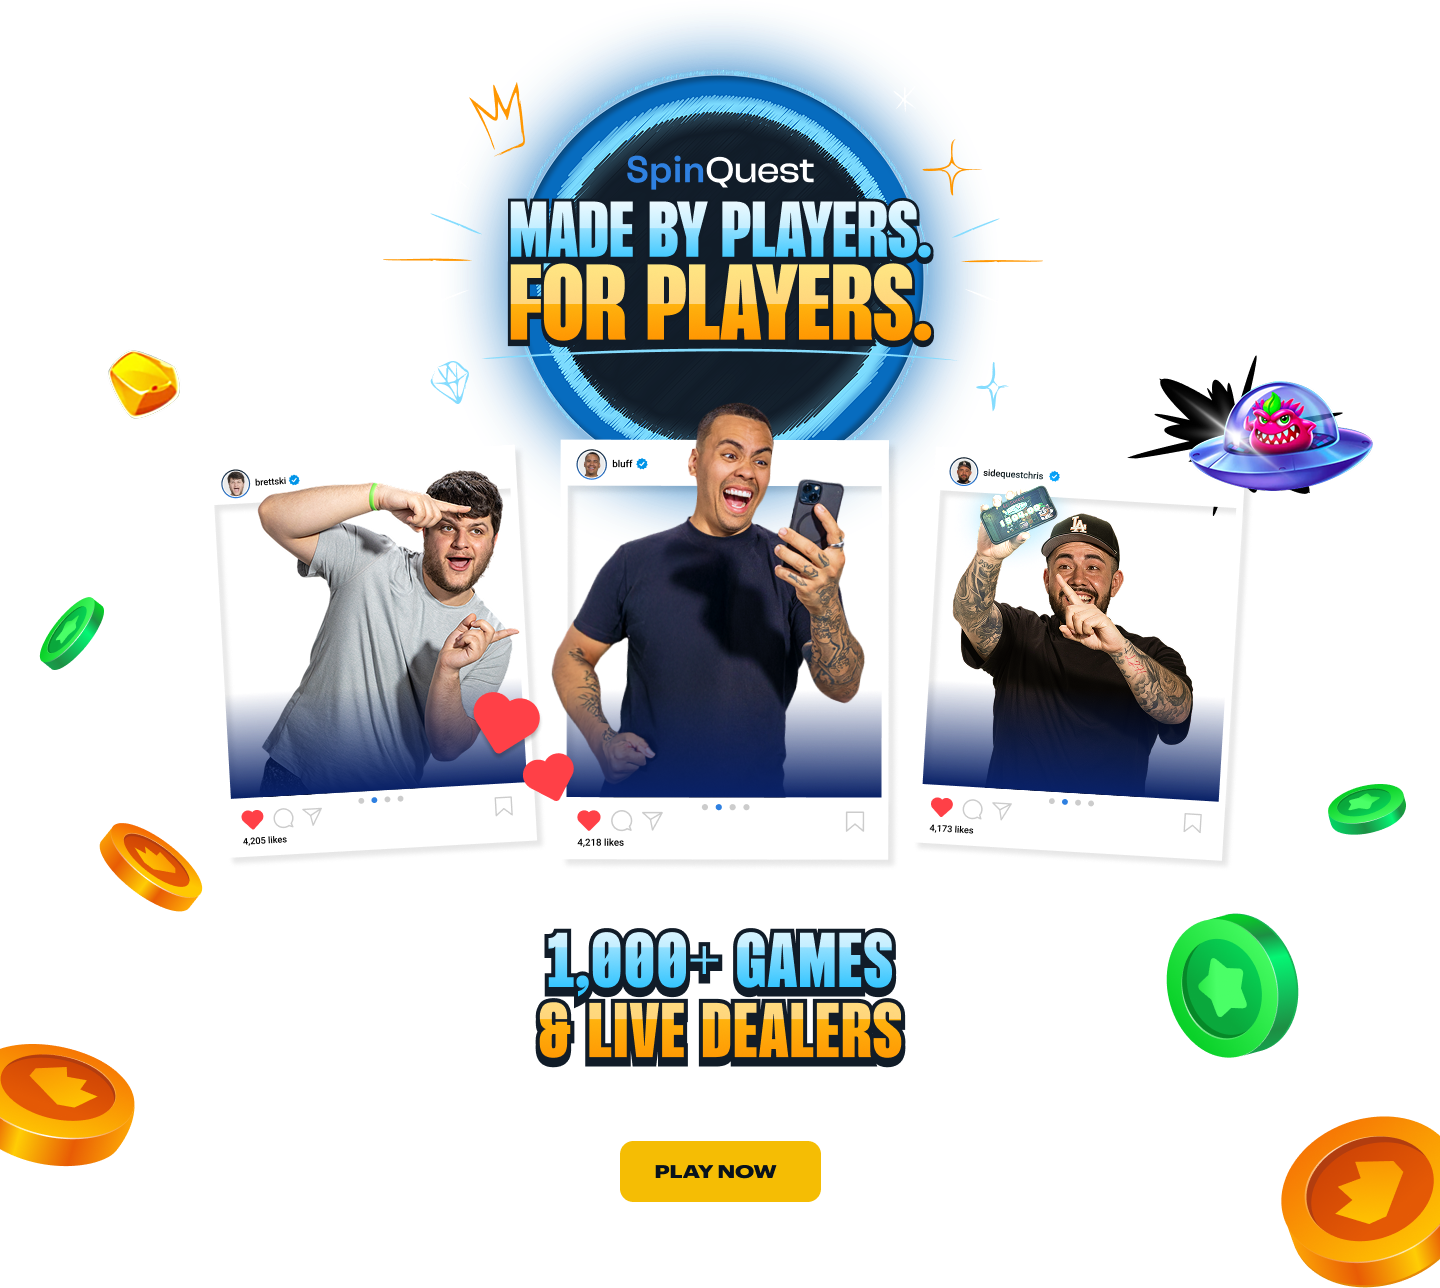 SpinQuest
MADE BY PLAYERS.
FOR PLAYERS.
brettski
bluff
sidequestchris
4,205 likes
4,218 likes
4,173 likes
1,000+ GAMES
& LIVE DEALERS
PLAY NOW